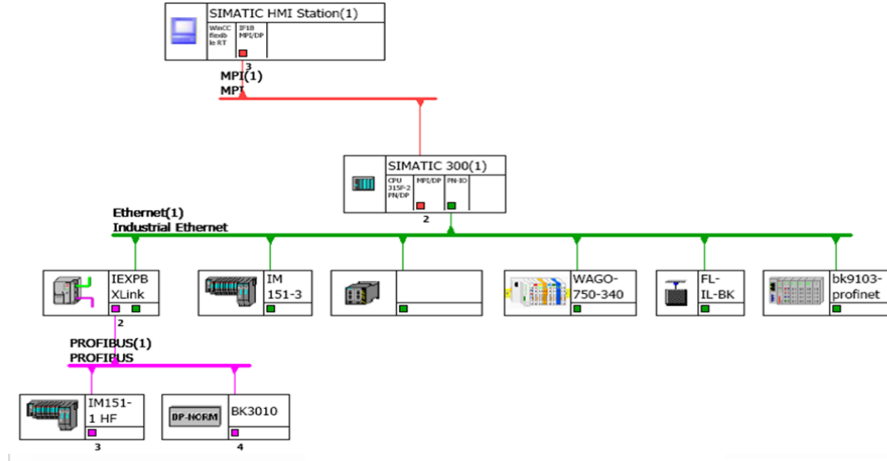 SIMATIC HMI Station(1)
WinCC
flexib
le RT
IF1B
MPI/DP
3
MPI(1)
MPI
SIMATIC 300(1)
CPU
315F-2
PN/DP
MPI/DP
PN-IO
2
Ethernet(1)
Industrial Ethernet
IEXPB
XLink
IM
151-3
WAGO-
750-340
FL-
IL-BK
bk9103-
profinet
2
PROFIBUS(1)
PROFIBUS
IM151-
1 HF
DP-NORM
BK3010
3
4